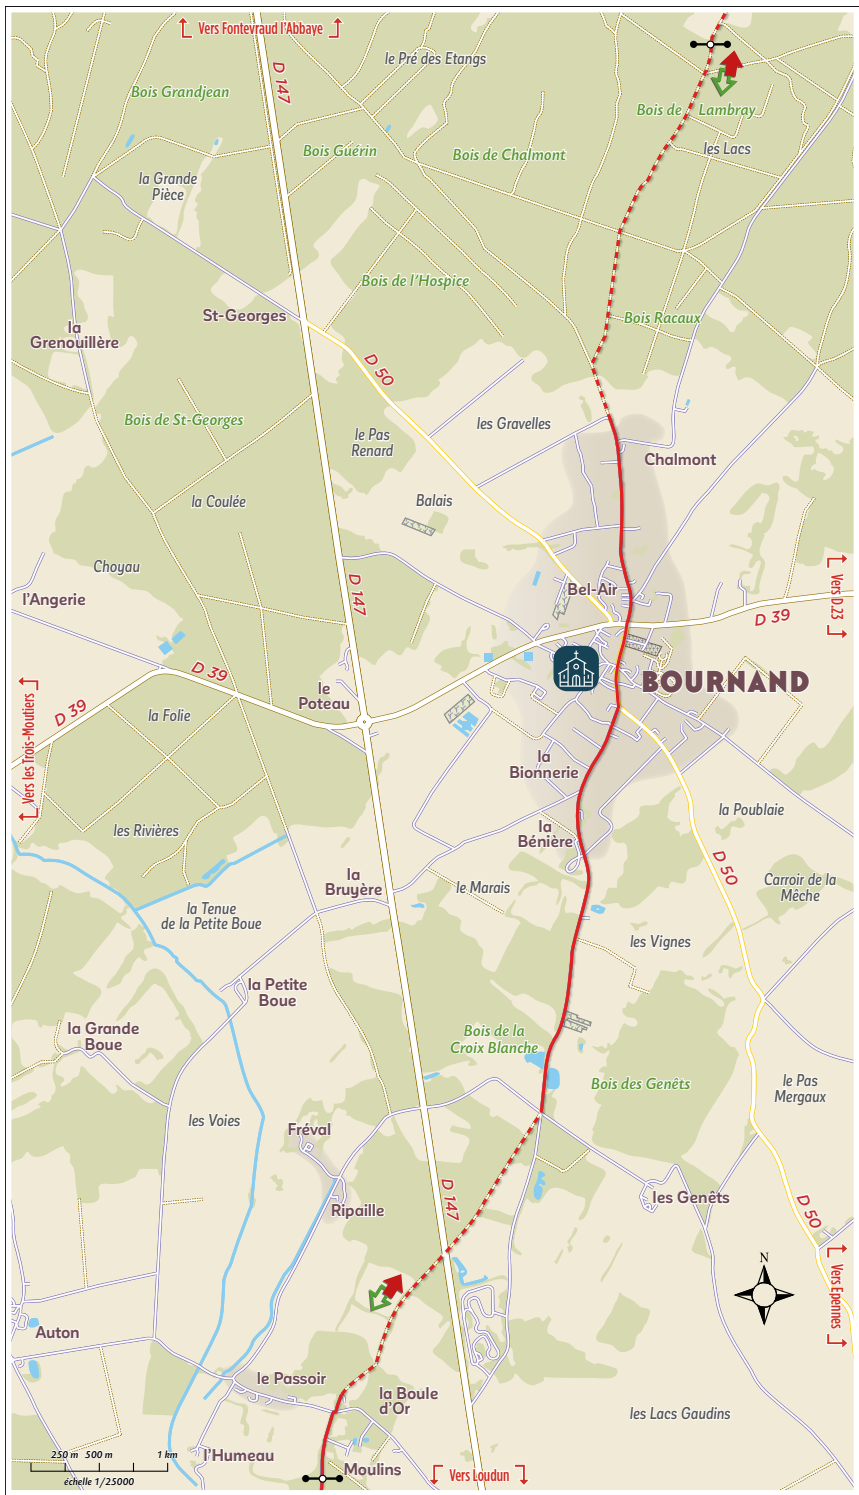 Vers Fontevraud l'Abbaye
le Pré des Etangs
D 147
Bois Grandjean
Bois de Lambray
Bois Guérin
Bois de Chalmont
les Lacs
la Grande
Pièce
Bois de l'Hospice
St-Georges
Bois Racaux
la
Grenouillère
D 50
Bois de St-Georges
les Gravelles
le Pas
Renard
Chalmont
la Coulée
Balais
Choyau
l'Angerie
D 147
Bel-Air
Vers D.23
D 39
D 39
BOURNAND
le
Poteau
D 39
la Folie
Vers les Trois-Moutiers
la
Bionnerie
la Poublaie
les Rivières
la
Bénière
D 50
la
Bruyère
le Marais
Carroir de la
Mêche
la Tenue
de la Petite Boue
les Vignes
la Petite
Boue
la Grande
Boue
Bois de la
Croix Blanche
Bois des Genêts
le Pas
Mergaux
les Voies
Fréval
les Genêts
D 147
Ripaille
D 50
N
Vers Epennes
Auton
le Passoir
la Boule
d'Or
les Lacs Gaudins
l'Humeau
250 m 500 m 1 km
Moulins
Vers Loudun
échelle 1/25000